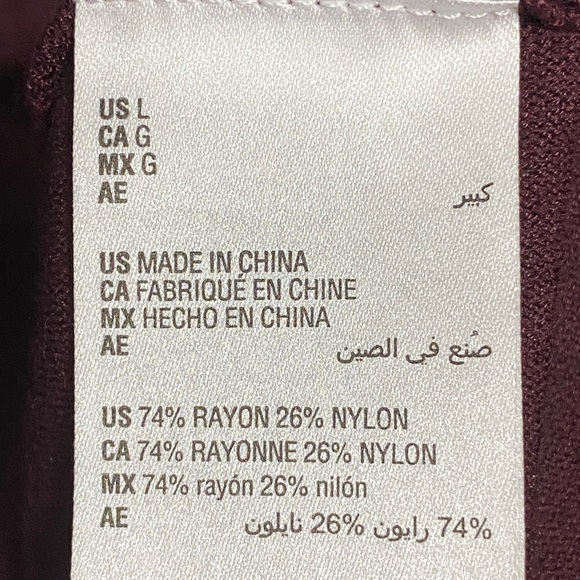 US L
CA G
MX G
AE كبير
US MADE IN CHINA
CA FABRIQUÉ EN CHINE
MX HECHO EN CHINA
AE صُنع في الصين
US 74% RAYON 26% NYLON
CA 74% RAYONNE 26% NYLON
MX 74% rayón 26% nilón
AE 74% رايون 26% نايلون